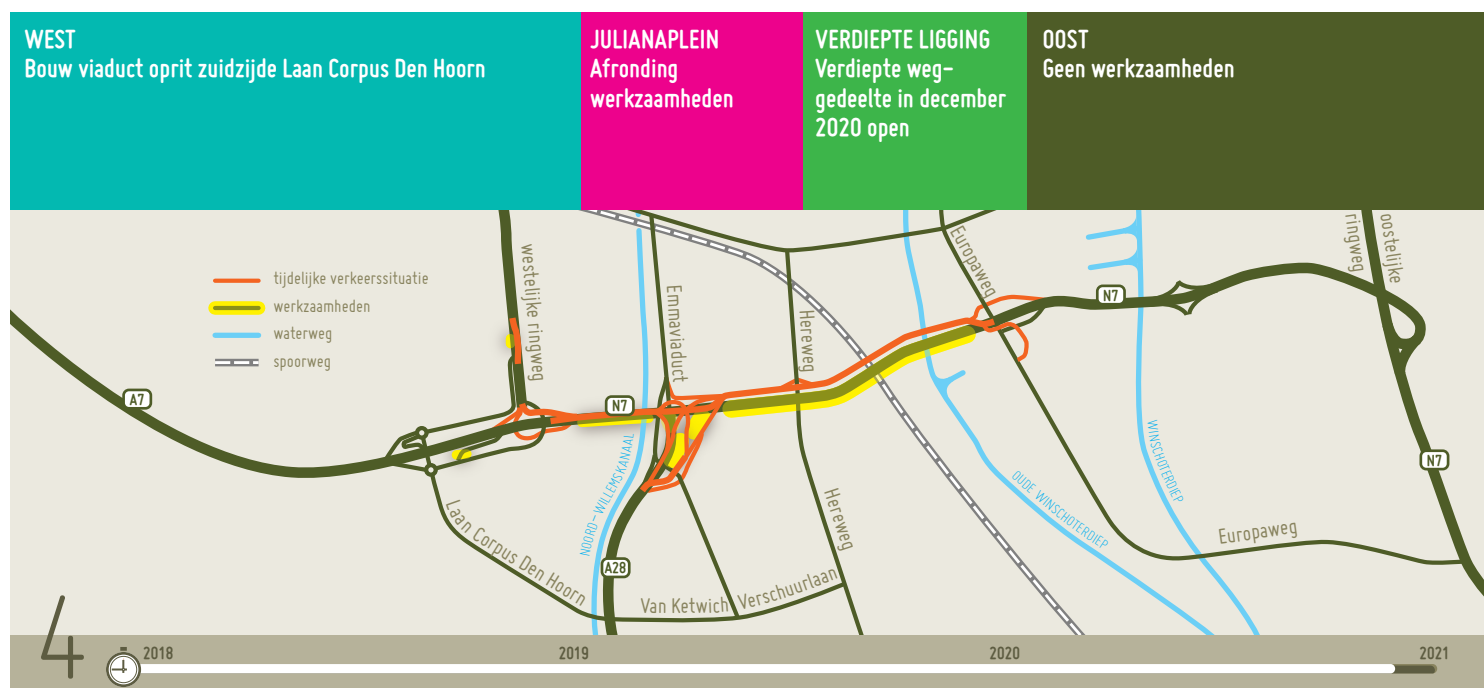 WEST
Bouw viaduct oprit zuidzijde Laan Corpus Den Hoorn
JULIANAPLEIN
Afronding
werkzaamheden
VERDIEPTE LIGGING
Verdiepte weg-
gedeelte in december
2020 open
OOST
Geen werkzaamheden
tijdelijke verkeerssituatie
werkzaamheden
waterweg
spoorweg
westelijke ringweg
Emmaviaduct
Hereweg
Europaweg
oostelijke
ringweg
A7
N7
N7
N7
A28
NOORD-WILLEMSKANAAL
Laan Corpus Den Hoorn
Van Ketwich Verschuurlaan
Hereweg
OUDE WINSCHOTERDIEP
WINSCHOTERDIEP
Europaweg
4
2018
2019
2020
2021